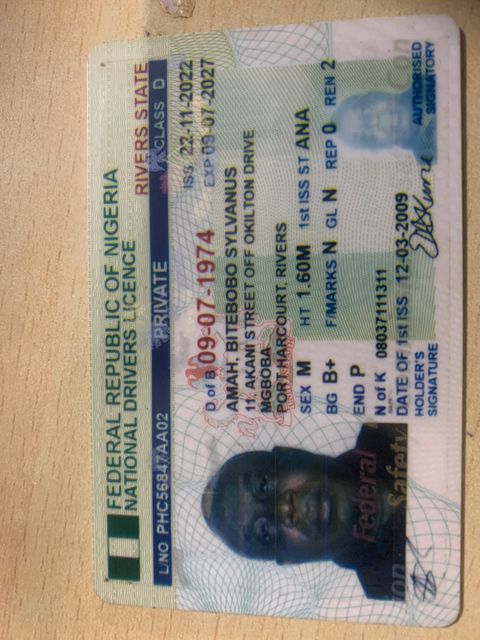 FEDERAL REPUBLIC OF NIGERIA
NATIONAL DRIVERS LICENCE
RIVERS STATE
L/NO PHC56847AA02 PRIVATE CLASS D
ISS 22-11-2022
D of B 09-07-1974 EXP 09-07-2027
AMAH, BITEBOBO SYLVANUS
11, AKANI STREET OFF OKILTON DRIVE
MGBOBA
PORT HARCOURT, RIVERS
SEX M HT 1.60M 1st ISS ST ANA
BG B+ F/MARKS N GL N REP 0 REN 2
END P
Federal
Safety
N of K 08037111311
DATE OF 1st ISS 12-03-2009
HOLDER'S
SIGNATURE
Con
AUTHORISED
SIGNATORY